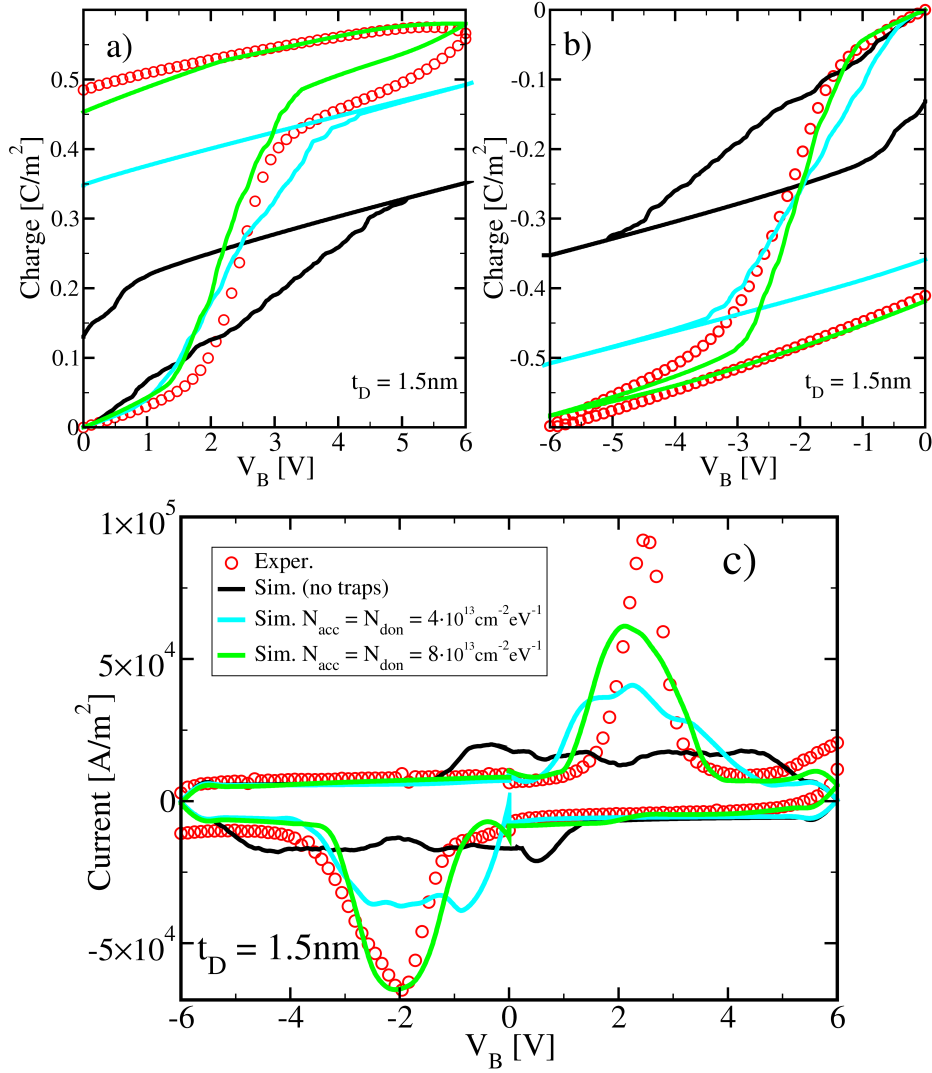 a)
b)
0.5
0.4
0.3
0.2
0.1
0
Charge [C/m²]
0 1 2 3 4 5 6
V_B [V]
t_D = 1.5nm
0
-0.1
-0.2
-0.3
-0.4
-0.5
Charge [C/m²]
-6 -5 -4 -3 -2 -1 0
V_B [V]
t_D = 1.5nm
c)
1×10⁵
5×10⁴
0
-5×10⁴
Current [A/m²]
Exper.
Sim. (no traps)
Sim. N_acc = N_don = 4·10¹³cm⁻²eV⁻¹
Sim. N_acc = N_don = 8·10¹³cm⁻²eV⁻¹
t_D = 1.5nm
-6 -4 -2 0 2 4 6
V_B [V]